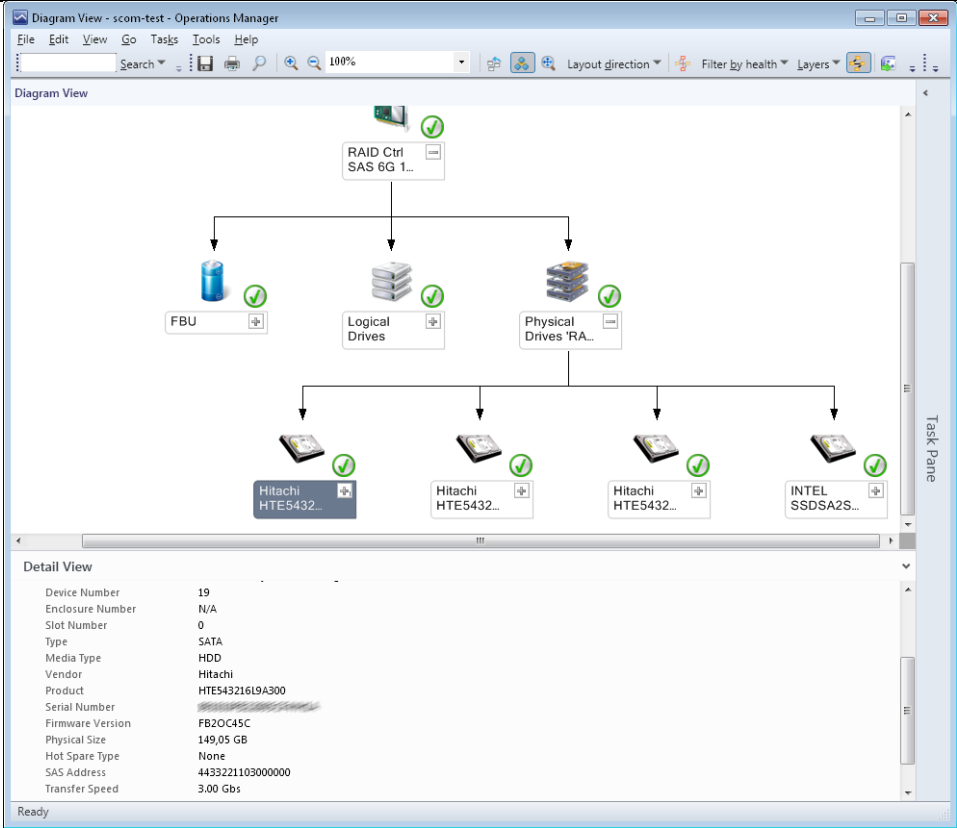 Diagram View - scom-test - Operations Manager
File Edit View Go Tasks Tools Help
Search 100% Layout direction Filter by health Layers
Diagram View
RAID Ctrl
SAS 6G 1...
FBU
Logical
Drives
Physical
Drives 'RA...
Hitachi
HTE5432...
Hitachi
HTE5432...
Hitachi
HTE5432...
INTEL
SSDSA2S...
Task Pane
Detail View
Device Number 19
Enclosure Number N/A
Slot Number 0
Type SATA
Media Type HDD
Vendor Hitachi
Product HTE543216L9A300
Serial Number
Firmware Version FB2OC45C
Physical Size 149,05 GB
Hot Spare Type None
SAS Address 4433221103000000
Transfer Speed 3.00 Gbs
Ready